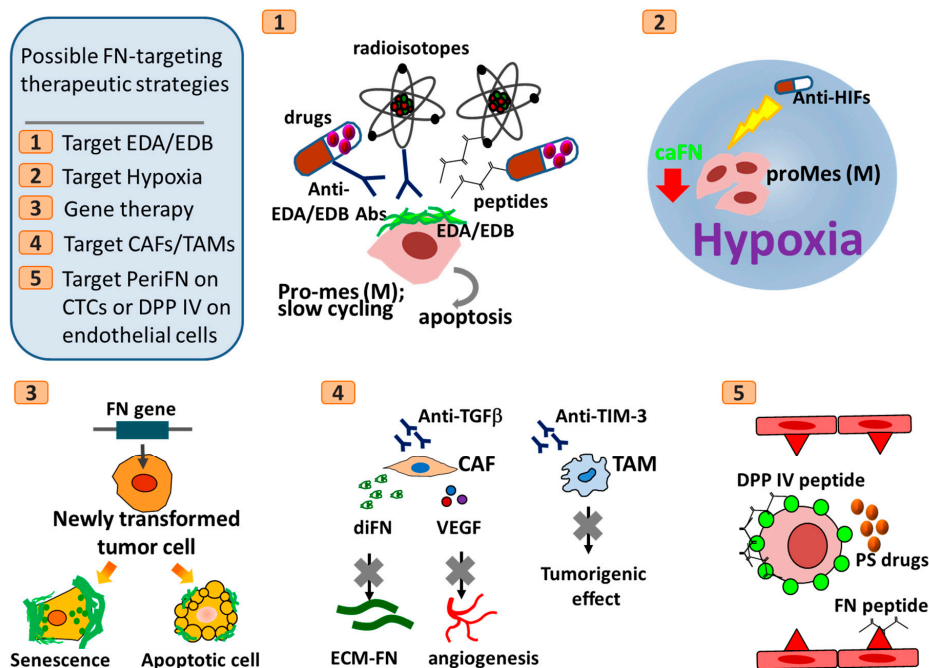 Possible FN-targeting
therapeutic strategies
1 Target EDA/EDB
2 Target Hypoxia
3 Gene therapy
4 Target CAFs/TAMs
5 Target PeriFN on
CTCs or DPP IV on
endothelial cells
1
radioisotopes
drugs
Anti-
EDA/EDB Abs
peptides
EDA/EDB
Pro-mes (M);
slow cycling
apoptosis
2
Anti-HIFs
caFN
proMes (M)
Hypoxia
3
FN gene
Newly transformed
tumor cell
Senescence
Apoptotic cell
4
Anti-TGFβ
CAF
diFN
VEGF
ECM-FN
angiogenesis
Anti-TIM-3
TAM
Tumorigenic
effect
5
DPP IV peptide
PS drugs
FN peptide